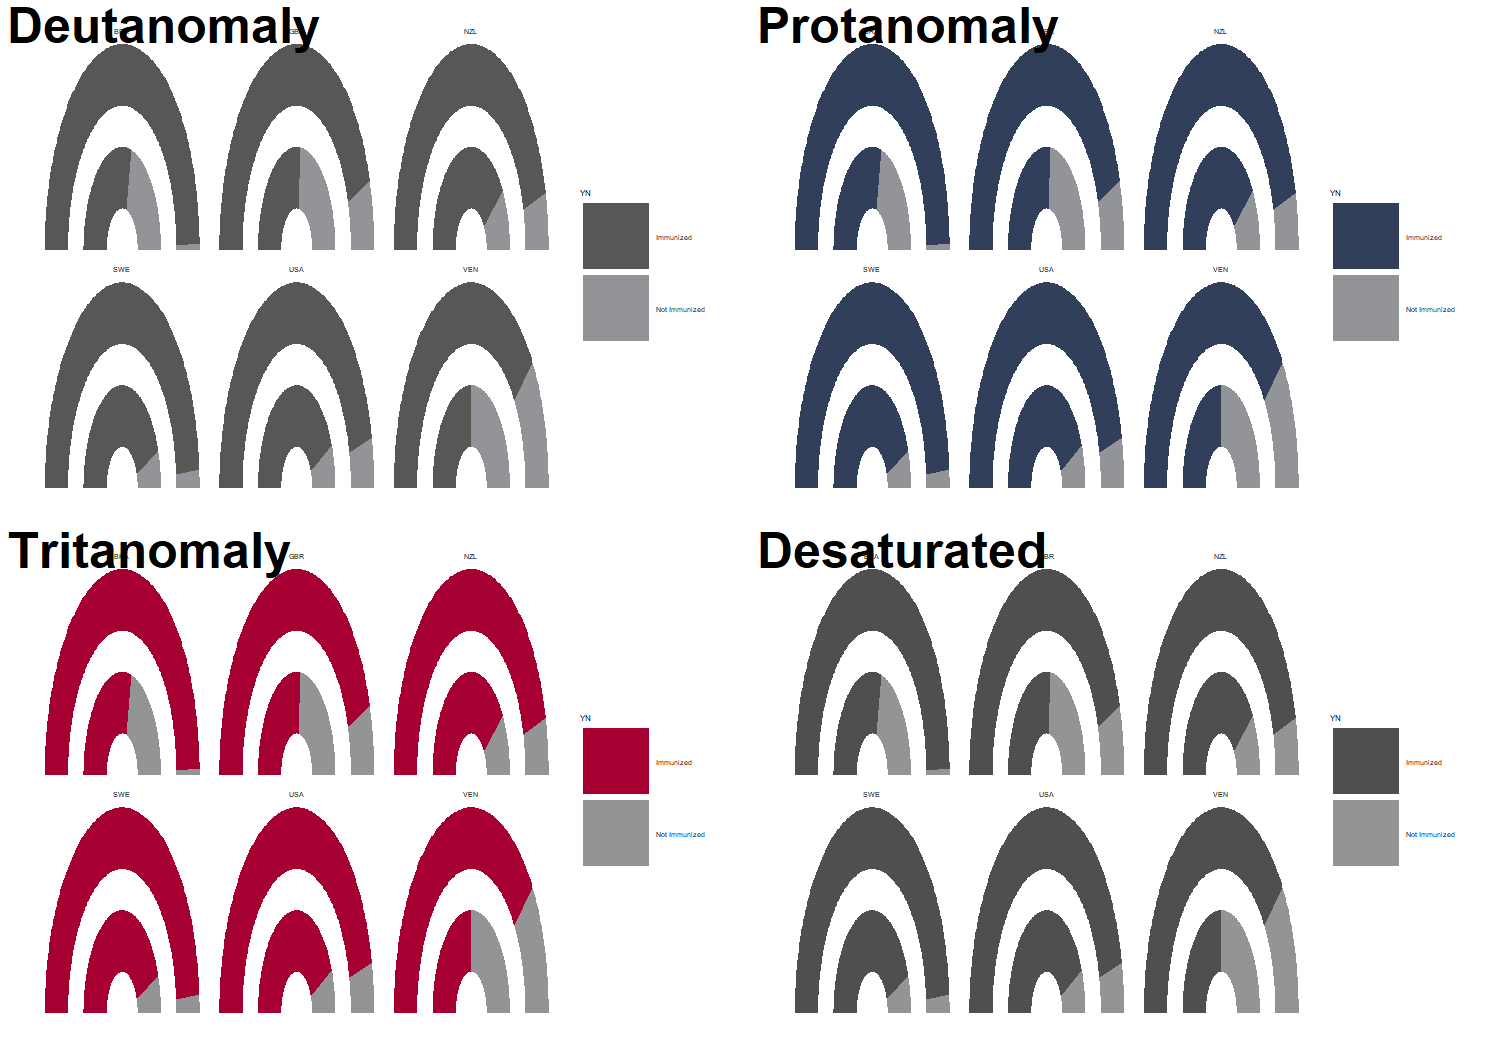 Deutanomaly
GBR
NZL
SWE
USA
VEN
YN
Immunized
Not Immunized
Protanomaly
NZL
SWE
USA
VEN
YN
Immunized
Not Immunized
Tritanomaly
GBR
NZL
SWE
USA
VEN
YN
Immunized
Not Immunized
Desaturated
NZL
SWE
USA
VEN
YN
Immunized
Not Immunized